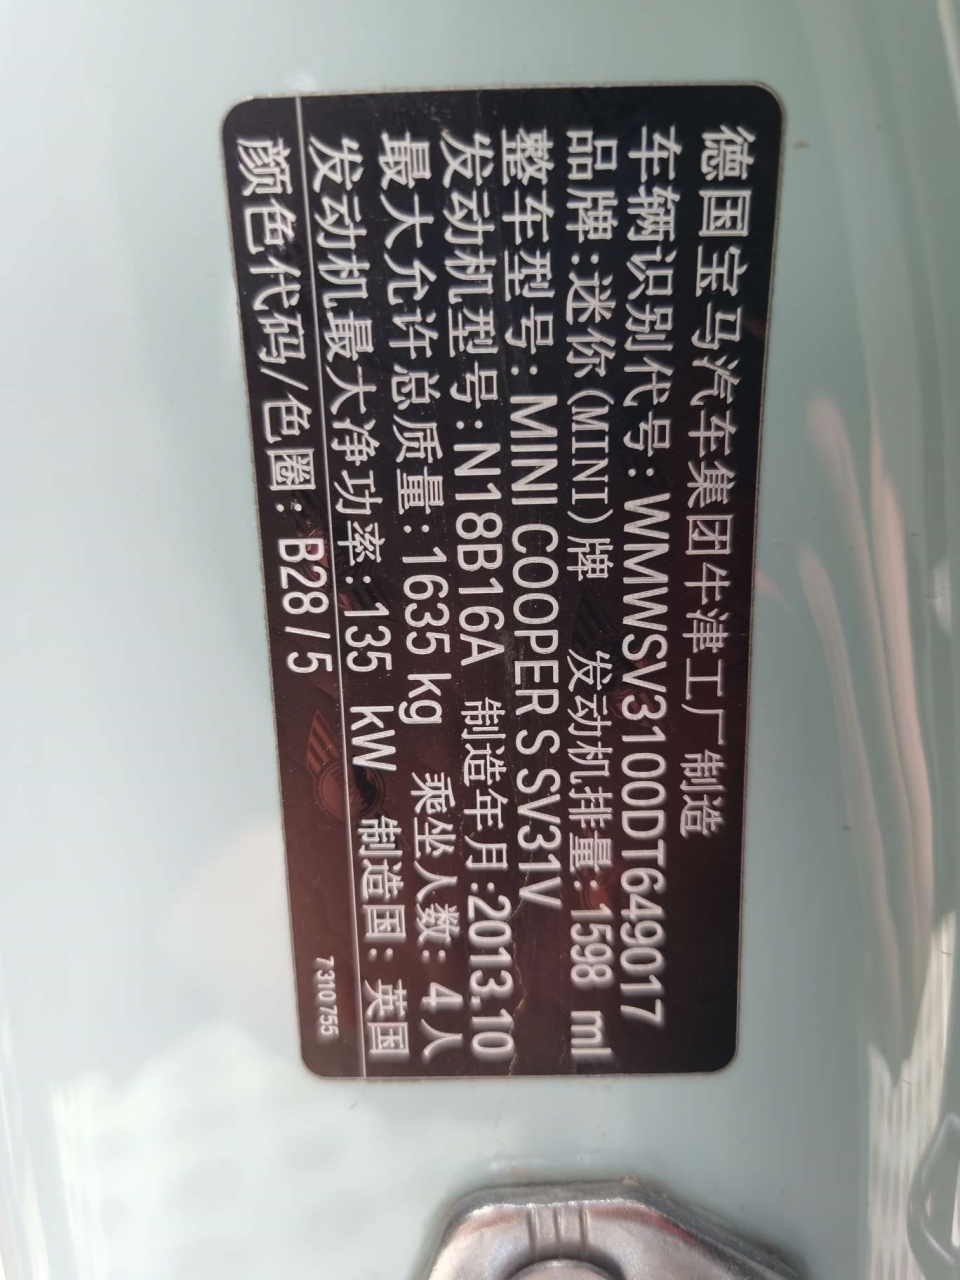 德国宝马汽车集团牛津工厂制造
车辆识别代号: WMWSV3100DT649017
品牌:迷你(MINI)牌 发动机排量:1598 ml
整车型号: MINI COOPER S SV31V
发动机型号: N18B16A 制造年月:2013.10
最大允许总质量: 1635 kg 乘坐人数: 4人
发动机最大净功率: 135 kW 制造国: 英国
颜色代码/色圈: B28 / 5
7310755